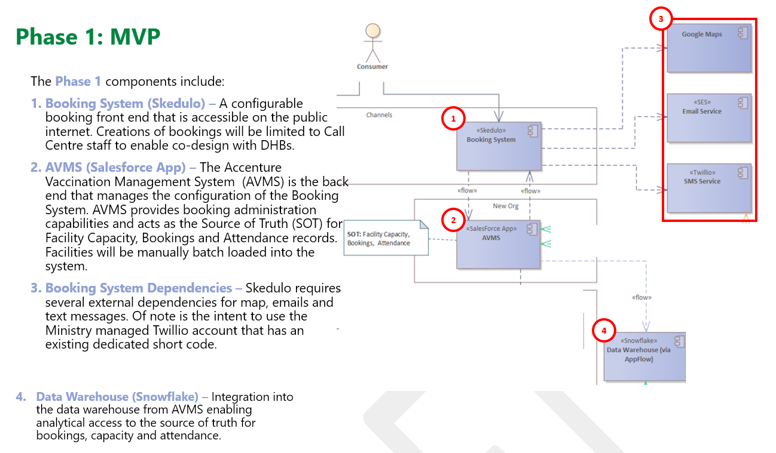 Phase 1: MVP
The Phase 1 components include:
1. Booking System (Skedulo) – A configurable
booking front end that is accessible on the public
internet. Creations of bookings will be limited to Call
Centre staff to enable co-design with DHBs.
2. AVMS (Salesforce App) – The Accenture
Vaccination Management System (AVMS) is the back
end that manages the configuration of the Booking
System. AVMS provides booking administration
capabilities and acts as the Source of Truth (SOT) for
Facility Capacity, Bookings and Attendance records.
Facilities will be manually batch loaded into the
system.
3. Booking System Dependencies – Skedulo requires
several external dependencies for map, emails and
text messages. Of note is the intent to use the
Ministry managed Twillio account that has an
existing dedicated short code.
4. Data Warehouse (Snowflake) – Integration into
the data warehouse from AVMS enabling
analytical access to the source of truth for
bookings, capacity and attendance.
Consumer
Channels
1
«Skedulo»
Booking System
«flow»
«flow»
New Org
2
«SalesForce App»
AVMS
SOT: Facility Capacity,
Bookings, Attendance
3
Google Maps
«SES»
Email Service
«Twillio»
SMS Service
«flow»
4
«Snowflake»
Data Warehouse (via
AppFlow)